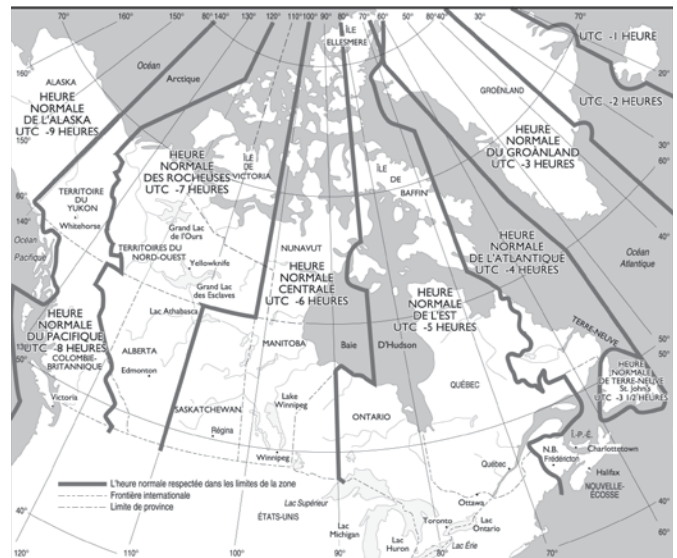 160°
150°
140°
130°
120°
110°
100°
90°
80°
70°
60°
50°
40°
30°
UTC -1 HEURE
20°
UTC -2 HEURES
ÎLE
ELLESMERE
Océan
Arctique
ALASKA
160°
HEURE
NORMALE
DE L'ALASKA
UTC -9 HEURES
150°
GROËNLAND
HEURE
NORMALE
DU GROÂNLAND
UTC -3 HEURES
30°
60°
HEURE
NORMALE
DES ROCHEUSES
UTC -7 HEURES
ÎLE
DE
VICTORIA
ÎLE
DE
BAFFIN
TERRITOIRE
DU
YUKON
Whitehorse
60°
140°
Océan
Pacifique
40°
Grand Lac
de l'Ours
TERRITOIRES DU
NORD-OUEST
Yellowknife
Grand Lac
des Esclaves
NUNAVUT
HEURE
NORMALE
CENTRALE
UTC -6 HEURES
HEURE
NORMALE
DE L'ATLANTIQUE
UTC -4 HEURES
Océan
Atlantique
HEURE
NORMALE
DE L'EST
UTC -5 HEURES
HEURE
NORMALE
DU PACIFIQUE
UTC -8 HEURES
COLOMBIE-
BRITANNIQUE
Lac Athabasca
ALBERTA
Edmonton
MANITOBA
Baie
D'Hudson
TERRE-NEUVE
50°
50°
HEURE
NORMALE
DE TERRE-NEUVE
St. John's
UTC -3 1/2 HEURES
130°
50°
Victoria
SASKATCHEWAN
Régina
Lake
Winnipeg
Winnipeg
ONTARIO
QUÉBEC
Î.-P.-É.
N.B.
Frédéricton
Charlottetown
Halifax
NOUVELLE-
ÉCOSSE
Québec
Ottawa
Toronto
Lac
Ontario
Lac Érie
Lac Supérieur
ÉTATS-UNIS
Lac
Michigan
Lac
Huron
L'heure normale respectée dans les limites de la zone
Frontière internationale
Limite de province
40°
120°
110°
100°
90°
80°
70°
60°
40°